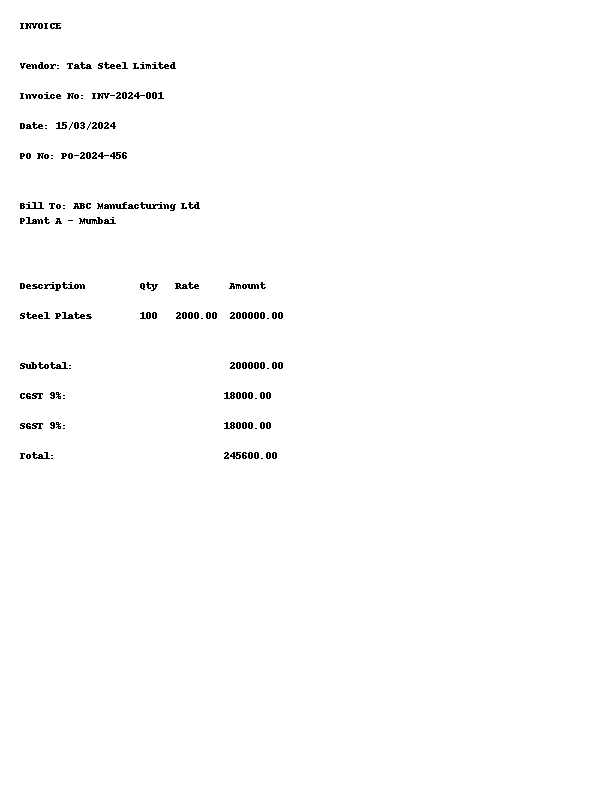 INVOICE
Vendor: Tata Steel Limited
Invoice No: INV-2024-001
Date: 15/03/2024
PO No: PO-2024-456
Bill To: ABC Manufacturing Ltd
Plant A - Mumbai
Description Qty Rate Amount
Steel Plates 100 2000.00 200000.00
Subtotal: 200000.00
CGST 9%: 18000.00
SGST 9%: 18000.00
Total: 245600.00